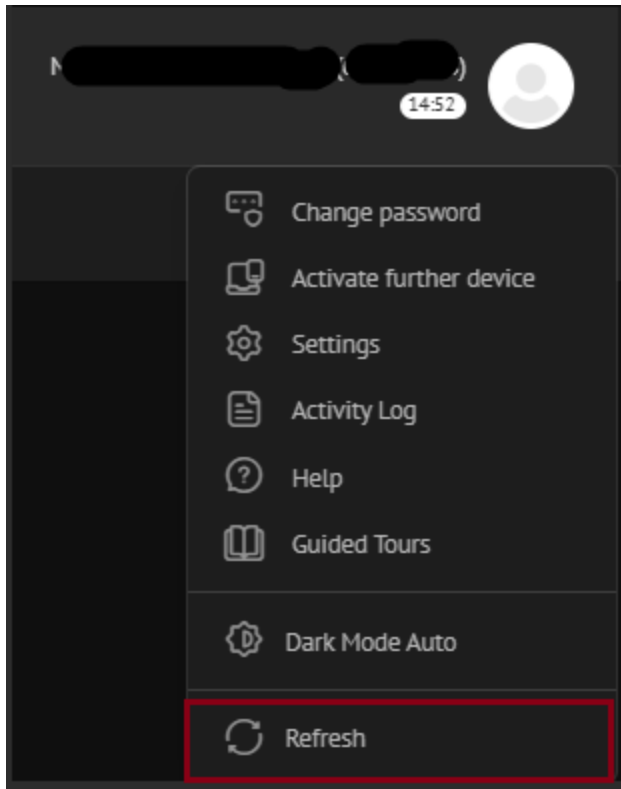 14:52
Change password
Activate further device
Settings
Activity Log
Help
Guided Tours
Dark Mode Auto
Refresh